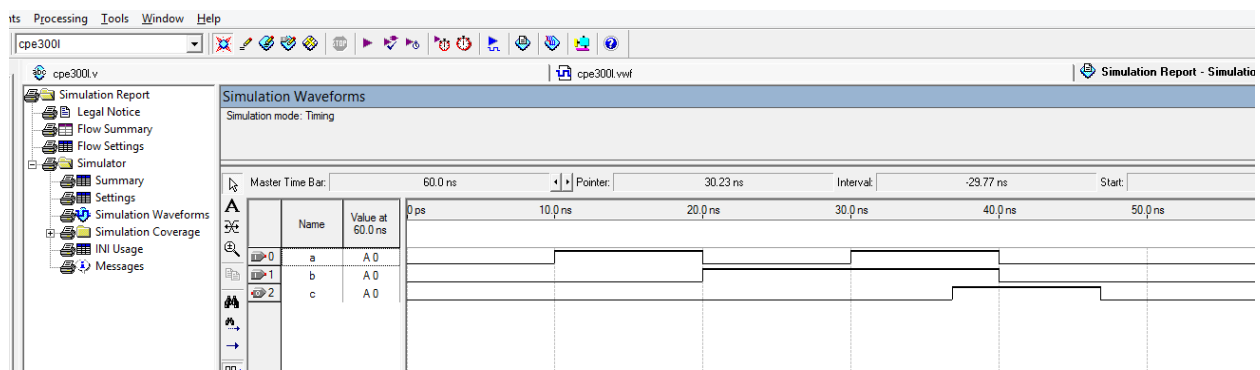 nts Processing Tools Window Help
cpe300l
STOP
abc cpe300l.v
cpe300l.vwf
Simulation Report - Simulatio
Simulation Report
Legal Notice
Flow Summary
Flow Settings
Simulator
Summary
Settings
Simulation Waveforms
Simulation Coverage
INI Usage
Messages
Simulation Waveforms
Simulation mode: Timing
Master Time Bar: 60.0 ns Pointer: 30.23 ns Interval: -29.77 ns Start:
Name Value at 60.0 ns 0 ps 10.0 ns 20.0 ns 30.0 ns 40.0 ns 50.0 ns
0 a A 0
1 b A 0
2 c A 0